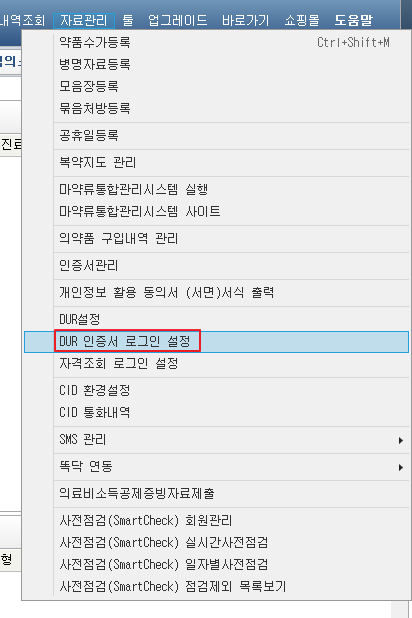 내역조회 자료관리 툴 업그레이드 바로가기 쇼핑몰 도움말
약품수가등록 Ctrl+Shift+M
병명자료등록
모음장등록
묶음처방등록
공휴일등록
복약지도 관리
마약류통합관리시스템 실행
마약류통합관리시스템 사이트
의약품 구입내역 관리
인증서관리
개인정보 활용 동의서 (서면)서식 출력
DUR설정
DUR 인증서 로그인 설정
자격조회 로그인 설정
CID 환경설정
CID 통화내역
SMS 관리
똑닥 연동
의료비소득공제증빙자료제출
사전점검(SmartCheck) 회원관리
사전점검(SmartCheck) 실시간사전점검
사전점검(SmartCheck) 일자별사전점검
사전점검(SmartCheck) 점검제외 목록보기
진료
형